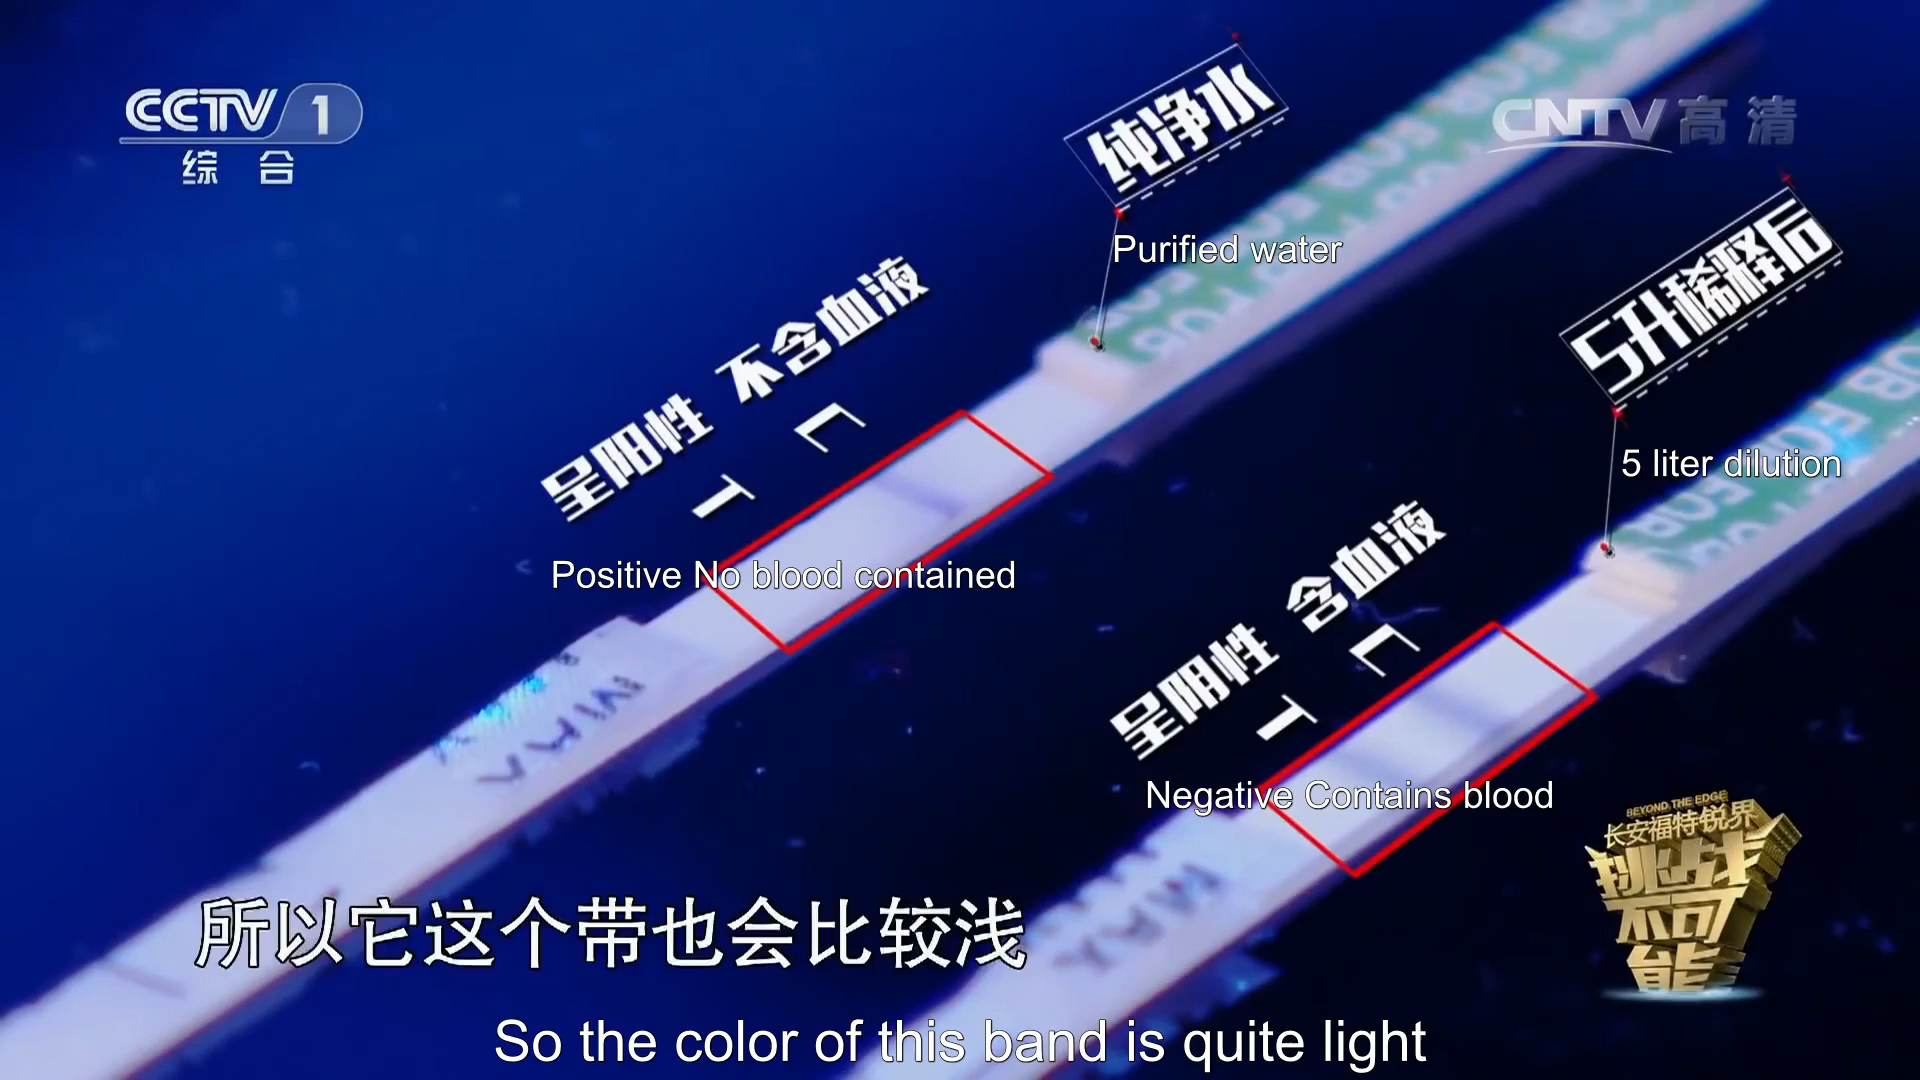 CCTV 1
综合
CNTV 高清
纯净水
Purified water
5升稀释后
5 liter dilution
呈阳性 不含血液
C
T
Positive No blood contained
呈阴性 含血液
C
T
Negative Contains blood
MAX
MAX
BEYOND THE EDGE
长安福特锐界
挑战
不可
能
所以它这个带也会比较浅
So the color of this band is quite light